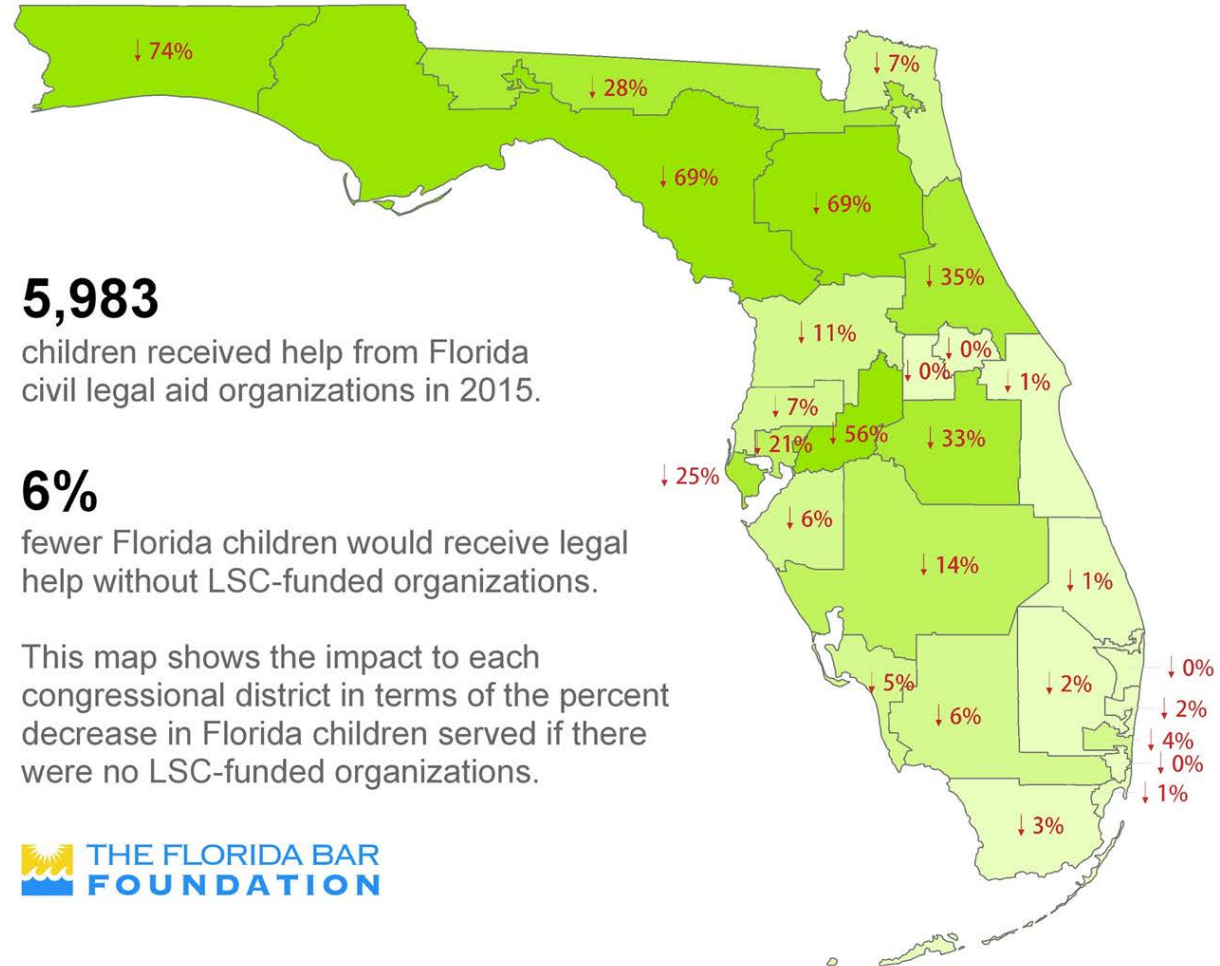 ↓ 74%
↓ 7%
↓ 28%
↓ 69%
↓ 69%
↓ 35%
↓ 11%
↓ 0%
↓ 0%
↓ 1%
↓ 7%
↓ 21%
↓ 56%
↓ 33%
↓ 25%
↓ 6%
↓ 14%
↓ 1%
↓ 5%
↓ 6%
↓ 2%
↓ 0%
↓ 2%
↓ 4%
↓ 0%
↓ 1%
↓ 3%
5,983
children received help from Florida
civil legal aid organizations in 2015.
6%
fewer Florida children would receive legal
help without LSC-funded organizations.
This map shows the impact to each
congressional district in terms of the percent
decrease in Florida children served if there
were no LSC-funded organizations.
THE FLORIDA BAR
FOUNDATION